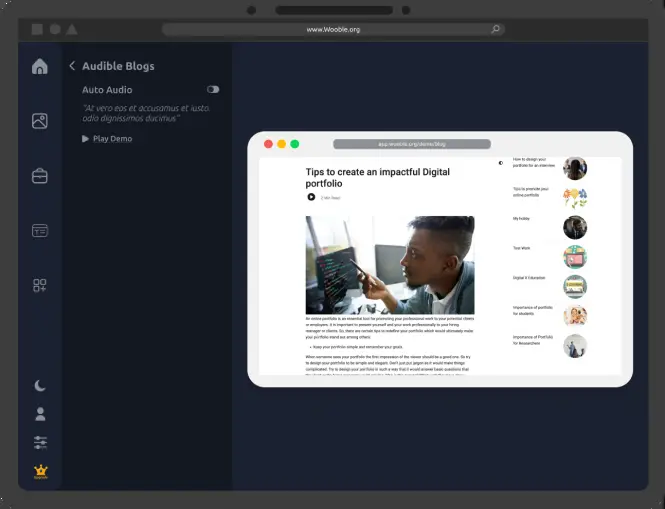 www.Wooble.org
Audible Blogs
Auto Audio
"At vero eos et accusamus et iusto
odio dignissimos ducimus"
Play Demo
app.Wooble.org/demo/blog
Tips to create an impactful Digital
portfolio
2 Min Read
An online portfolio is an essential tool for promoting your professional work to your potential clients
or employers. It is important to present yourself and your work professionally to your hiring
manager or clients. So, there are certain tips to redefine your portfolio which would ultimately make
your portfolio stand out among others:
Keep your portfolio simple and remember your goals.
When someone sees your portfolio the first impression of the viewer should be a good one. So try
to design your portfolio to be simple and elegant. Don't just put pages as it would make things
complicated. Try to design your portfolio in such a way that it would answer basic questions that
How to design your
portfolio for an interview
Tips to promote your
online portfolio
My Hobby
Test Work
Digital X Education
Importance of portfolio
for students
Importance of Portfolio
for Researchers